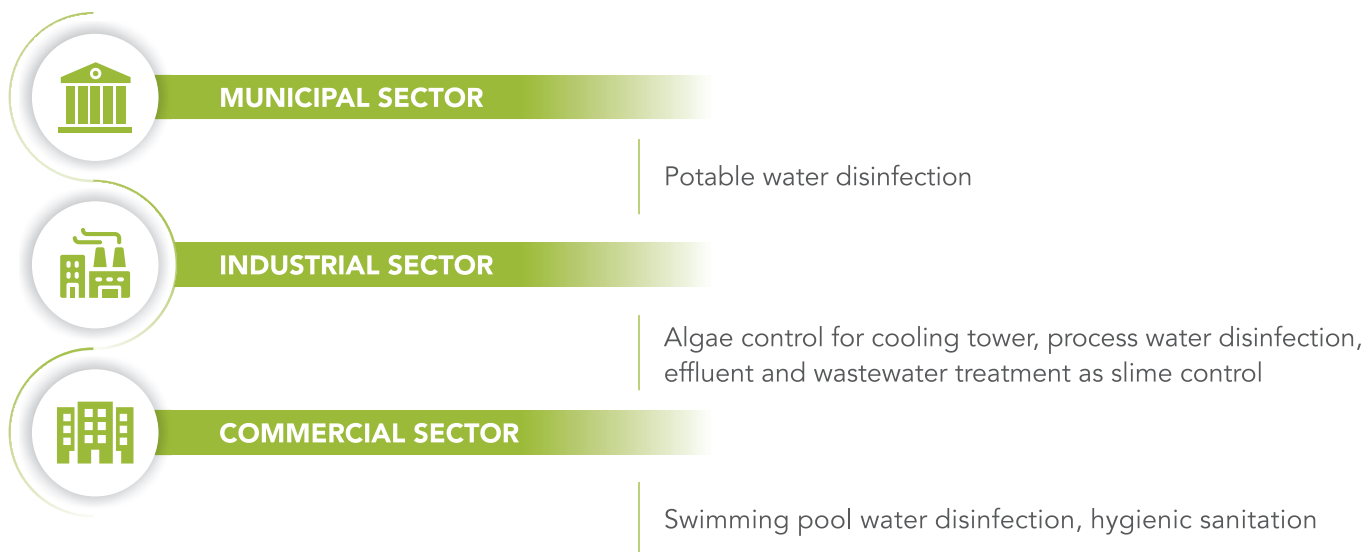 MUNICIPAL SECTOR
Potable water disinfection
INDUSTRIAL SECTOR
Algae control for cooling tower, process water disinfection,
effluent and wastewater treatment as slime control
COMMERCIAL SECTOR
Swimming pool water disinfection, hygienic sanitation